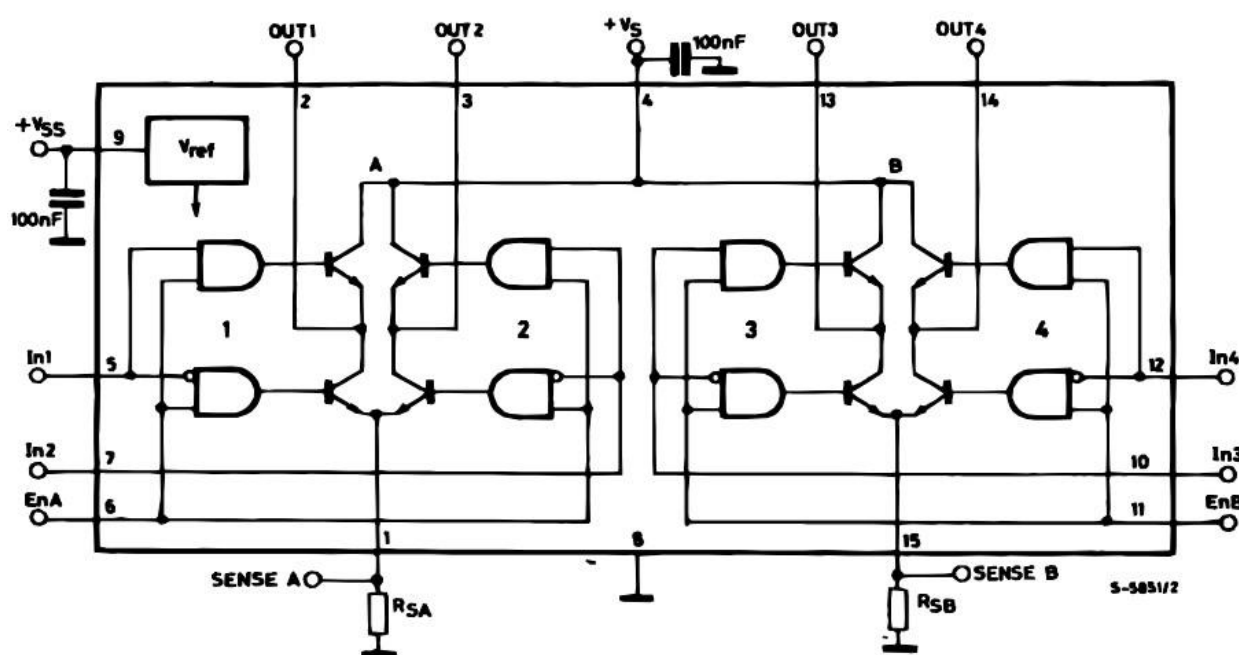 OUT1 OUT2 +VS 100nF OUT3 OUT4
2 3 4 13 14
+VSS 9 Vref
A B
100nF
1 2 3 4
In1 5 12 In4
In2 7 10 In3
EnA 6 11 EnB
1 8 15
SENSE A SENSE B
RSA RSB S-5851/2